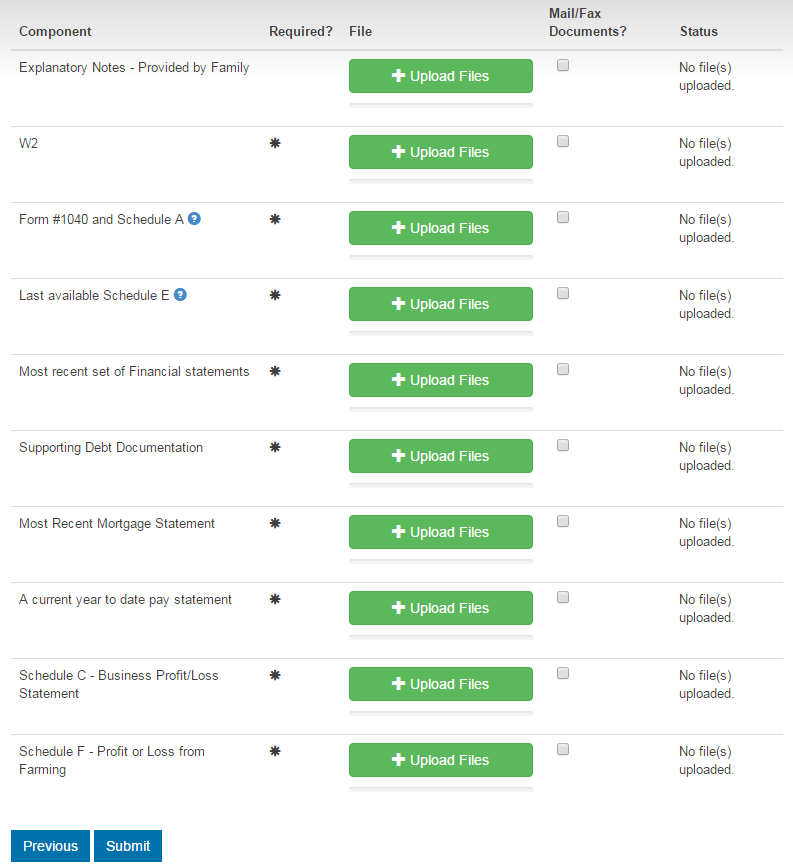 Component Required? File Mail/Fax Documents? Status
Explanatory Notes - Provided by Family Upload Files No file(s)
uploaded.
W2 * Upload Files No file(s)
uploaded.
Form #1040 and Schedule A ? * Upload Files No file(s)
uploaded.
Last available Schedule E ? * Upload Files No file(s)
uploaded.
Most recent set of Financial statements * Upload Files No file(s)
uploaded.
Supporting Debt Documentation * Upload Files No file(s)
uploaded.
Most Recent Mortgage Statement * Upload Files No file(s)
uploaded.
A current year to date pay statement * Upload Files No file(s)
uploaded.
Schedule C - Business Profit/Loss * Upload Files No file(s)
Statement uploaded.
Schedule F - Profit or Loss from * Upload Files No file(s)
Farming uploaded.
Previous Submit